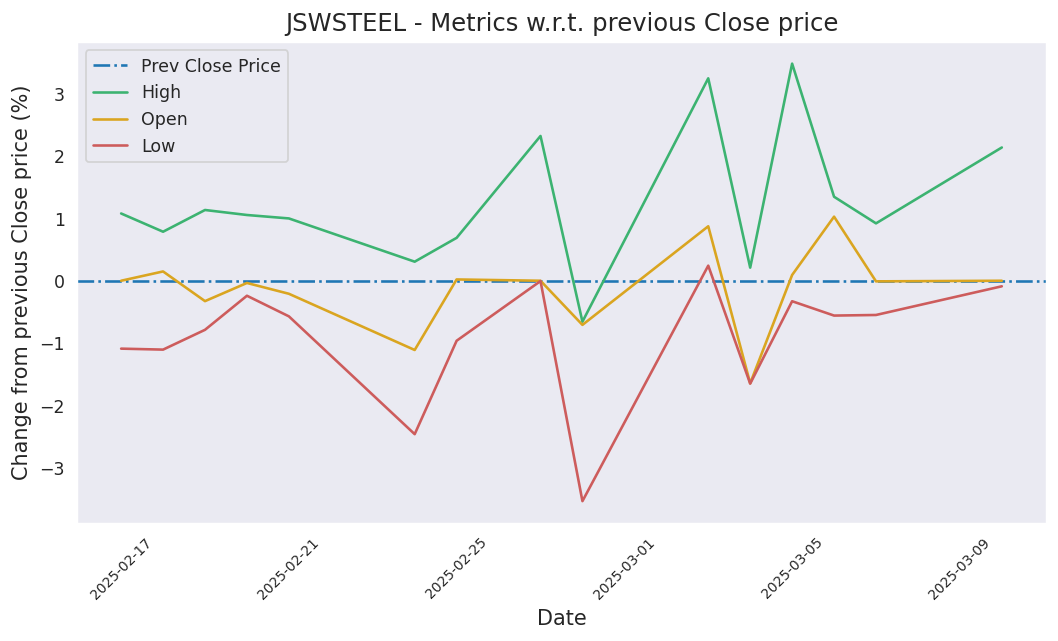 JSWSTEEL - Metrics w.r.t. previous Close price
Prev Close Price
High
Open
Low
Change from previous Close price (%)
3
2
1
0
−1
−2
−3
2025-02-17
2025-02-21
2025-02-25
2025-03-01
2025-03-05
2025-03-09
Date